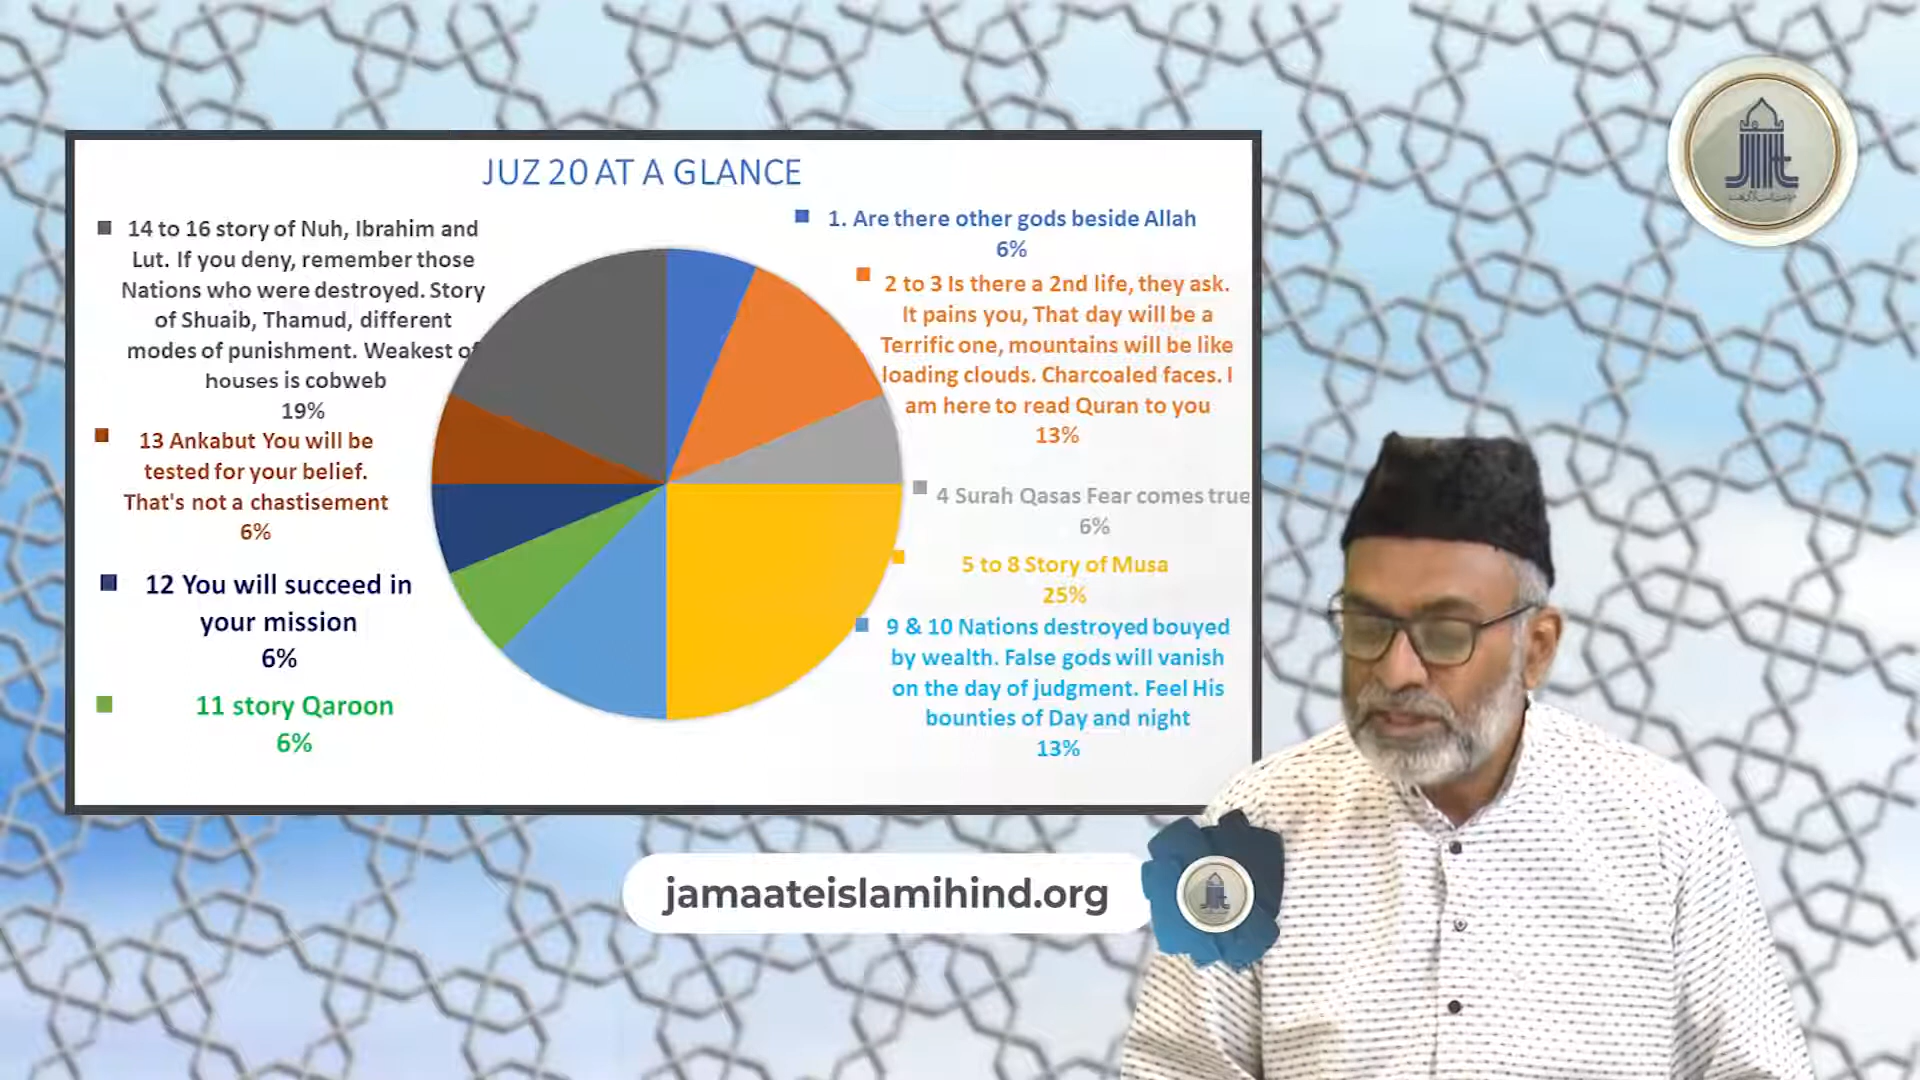 JUZ 20 AT A GLANCE
14 to 16 story of Nuh, Ibrahim and
Lut. If you deny, remember those
Nations who were destroyed. Story
of Shuaib, Thamud, different
modes of punishment. Weakest of
houses is cobweb
19%
13 Ankabut You will be
tested for your belief.
That's not a chastisement
6%
12 You will succeed in
your mission
6%
11 story Qaroon
6%
1. Are there other gods beside Allah
6%
2 to 3 Is there a 2nd life, they ask.
It pains you, That day will be a
Terrific one, mountains will be like
loading clouds. Charcoaled faces. I
am here to read Quran to you
13%
4 Surah Qasas Fear comes true
6%
5 to 8 Story of Musa
25%
9 & 10 Nations destroyed bouyed
by wealth. False gods will vanish
on the day of judgment. Feel His
bounties of Day and night
13%
jamaateislamihind.org